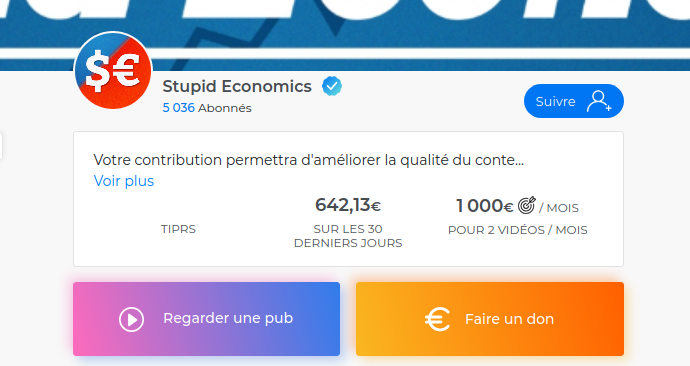 $€
Stupid Economics
5 036 Abonnés
Suivre
Votre contribution permettra d'améliorer la qualité du conte...
Voir plus
TIPRS
642,13€
SUR LES 30
DERNIERS JOURS
1 000€ / MOIS
POUR 2 VIDÉOS / MOIS
Regarder une pub
€ Faire un don